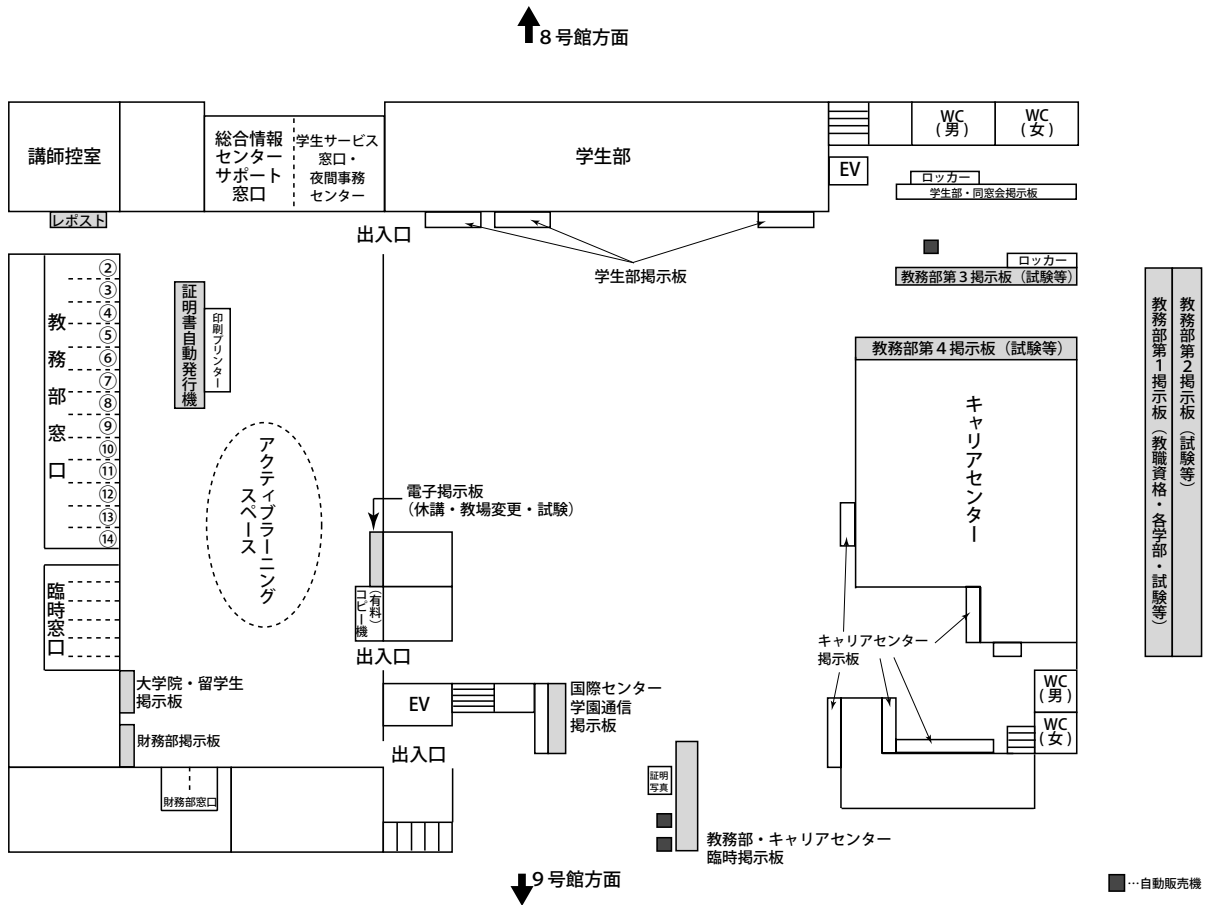 8号館方面
講師控室
総合情報
センター
サポート
窓口
学生サービス
窓口・
夜間事務
センター
学生部
WC
(男)
WC
(女)
EV
ロッカー
学生部・同窓会掲示板
レポスト
出入口
学生部掲示板
ロッカー
教務部第3掲示板（試験等）
教務部第4掲示板（試験等）
教務部第1掲示板（教職資格・各学部・試験等）
教務部第2掲示板（試験等）
教務部窓口
②
③
④
⑤
⑥
⑦
⑧
⑨
⑩
⑪
⑫
⑬
⑭
証明書自動発行機
印刷プリンター
アクティブラーニング
スペース
キャリアセンター
電子掲示板
（休講・教場変更・試験）
臨時窓口
（有料）
コピー機
出入口
キャリアセンター
掲示板
大学院・留学生
掲示板
財務部掲示板
EV
国際センター
学園通信
掲示板
WC
(男)
WC
(女)
出入口
財務部窓口
証明
写真
教務部・キャリアセンター
臨時掲示板
9号館方面
…自動販売機